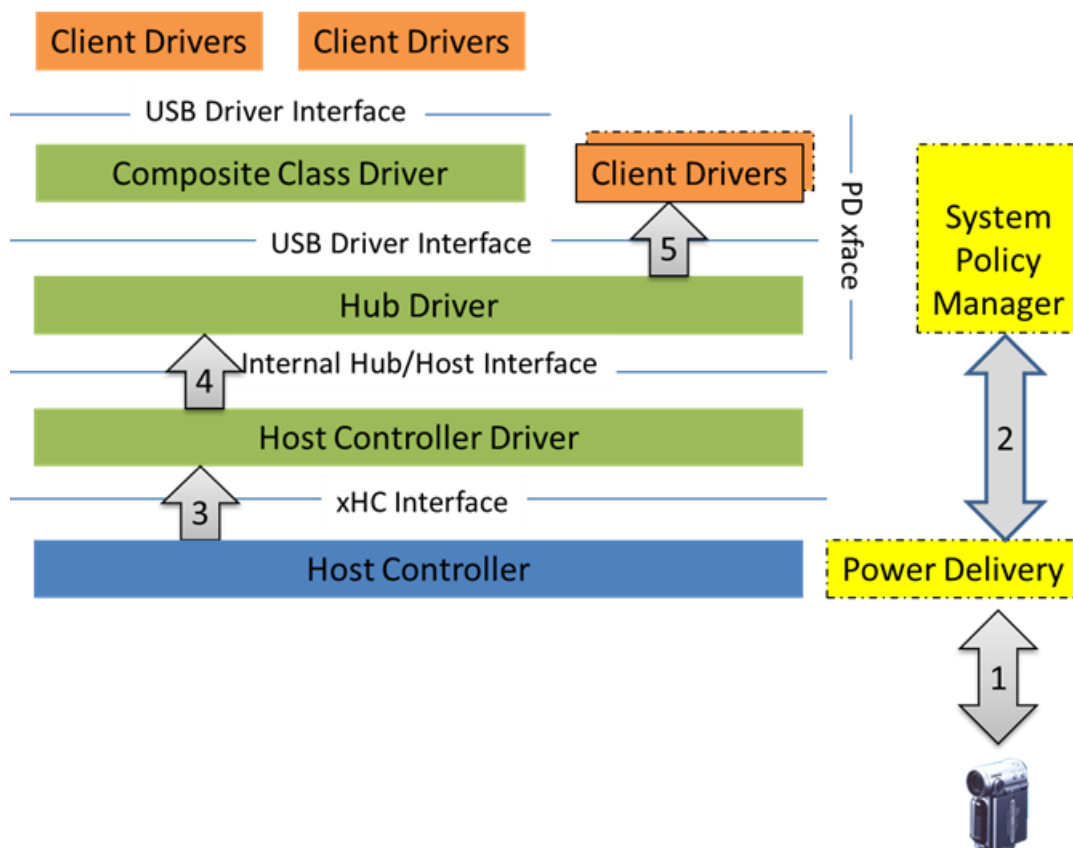 Client Drivers
Client Drivers
USB Driver Interface
Composite Class Driver
Client Drivers
PD xface
System
Policy
Manager
USB Driver Interface
5
Hub Driver
Internal Hub/Host Interface
4
2
Host Controller Driver
xHC Interface
3
Host Controller
Power Delivery
1